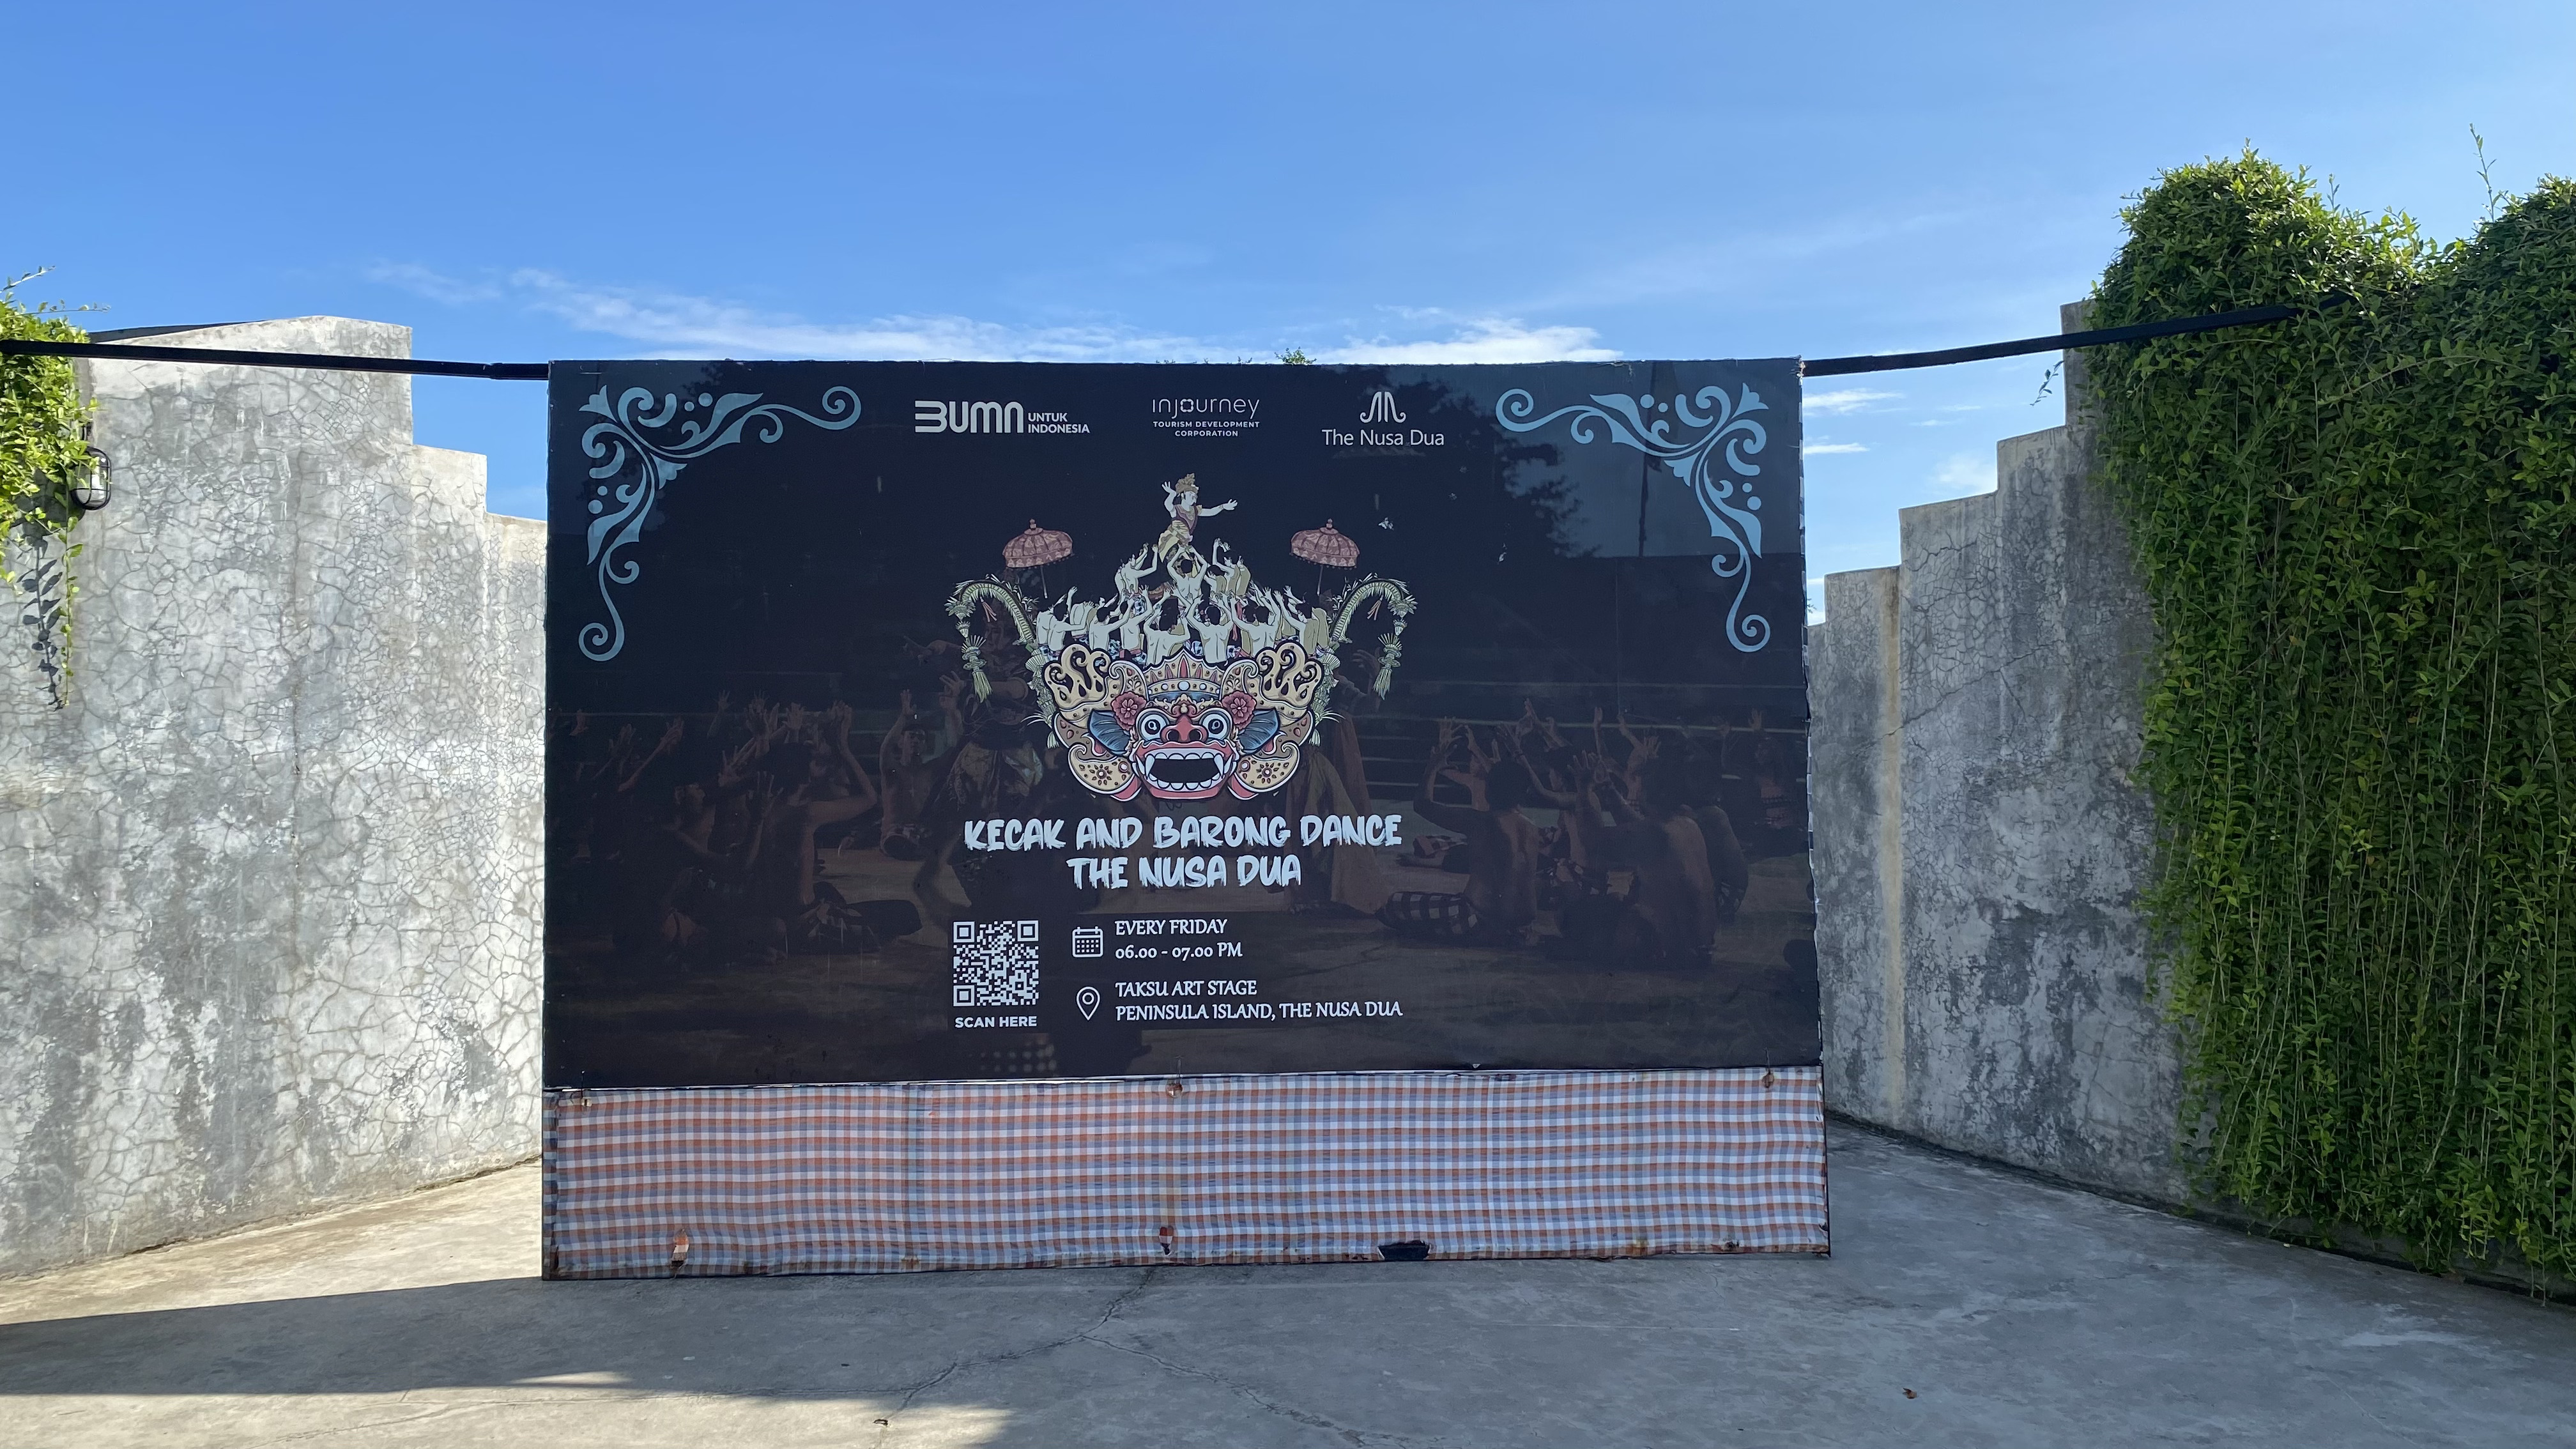 BUMN UNTUK
INDONESIA
injourney
TOURISM DEVELOPMENT
CORPORATION
The Nusa Dua
KECAK AND BARONG DANCE
THE NUSA DUA
EVERY FRIDAY
06.00 - 07.00 PM
TAKSU ART STAGE
PENINSULA ISLAND, THE NUSA DUA
SCAN HERE